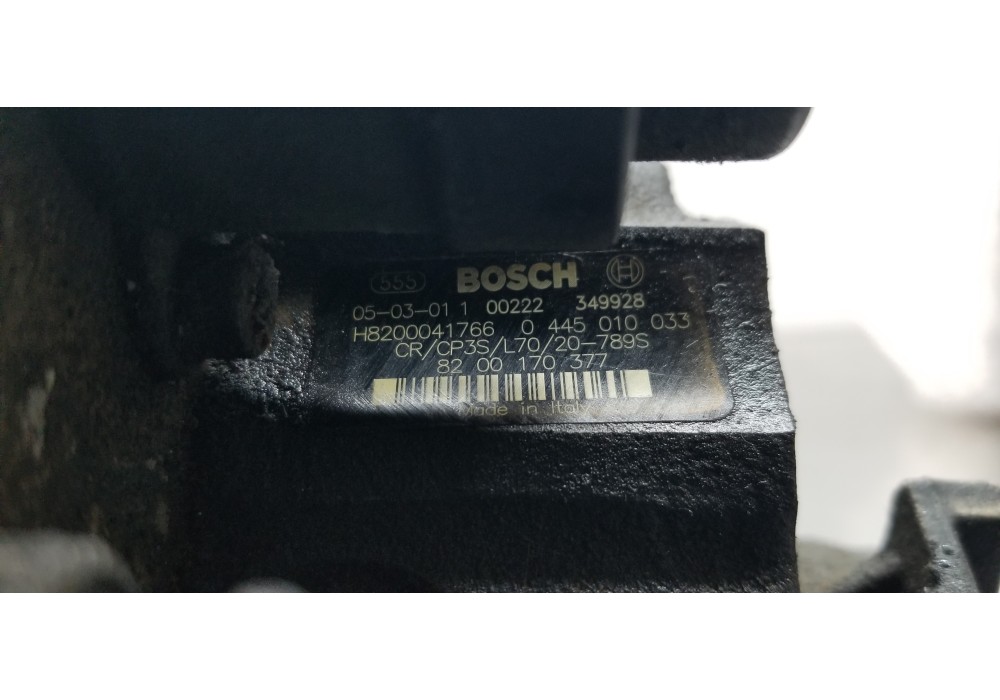 555 BOSCH
05-03-01 1 00222 349928
H8200041766 0 445 010 033
CR/CP3S/L70/20-789S
82 00 170 377
Made in Italy